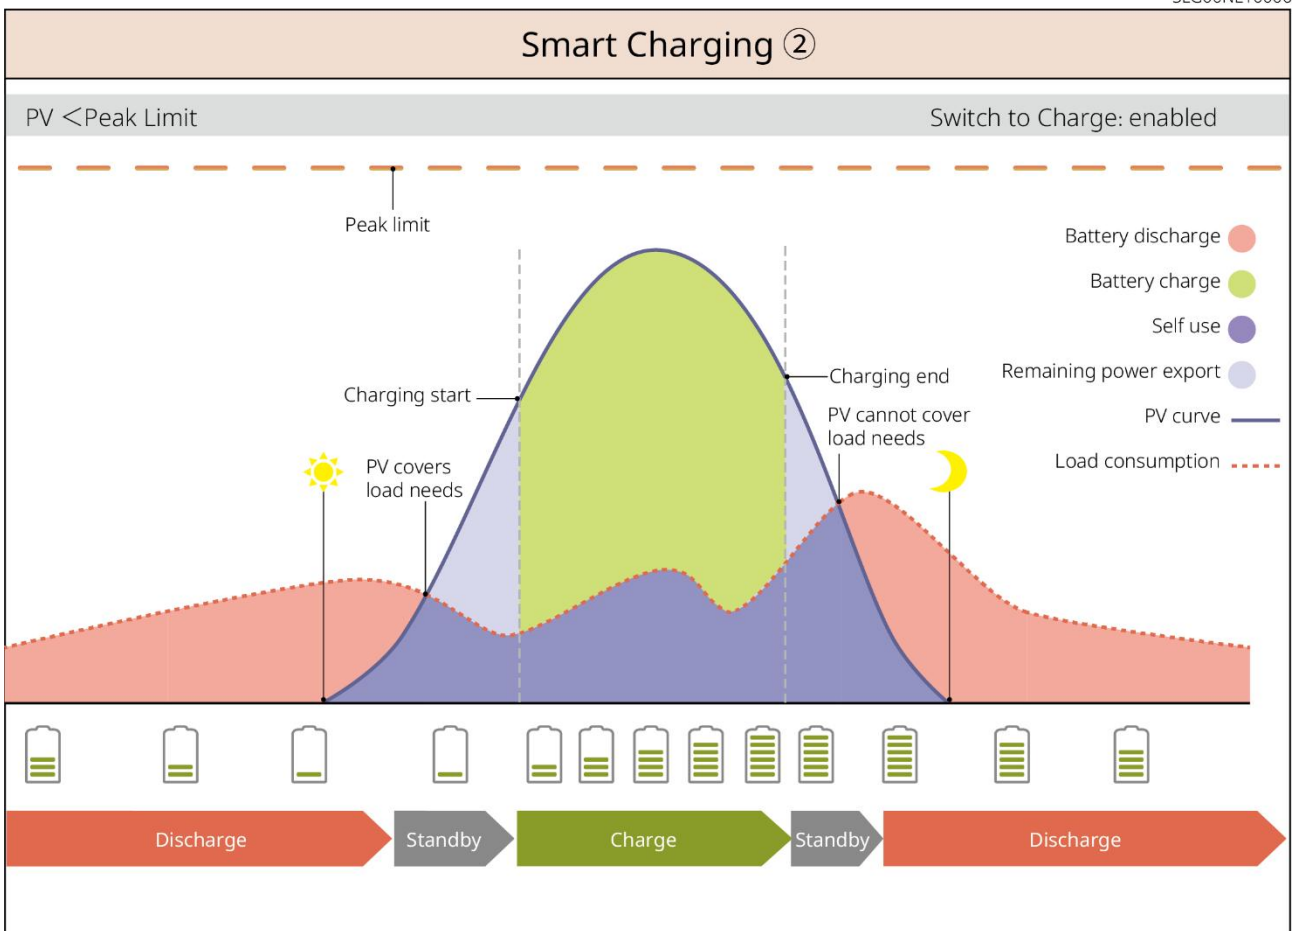 Smart Charging ②
PV ＜Peak Limit
Switch to Charge: enabled
Peak limit
Battery discharge
Battery charge
Self use
Remaining power export
PV curve
Load consumption
Charging start
Charging end
PV cannot cover
load needs
PV covers
load needs
Discharge
Standby
Charge
Standby
Discharge